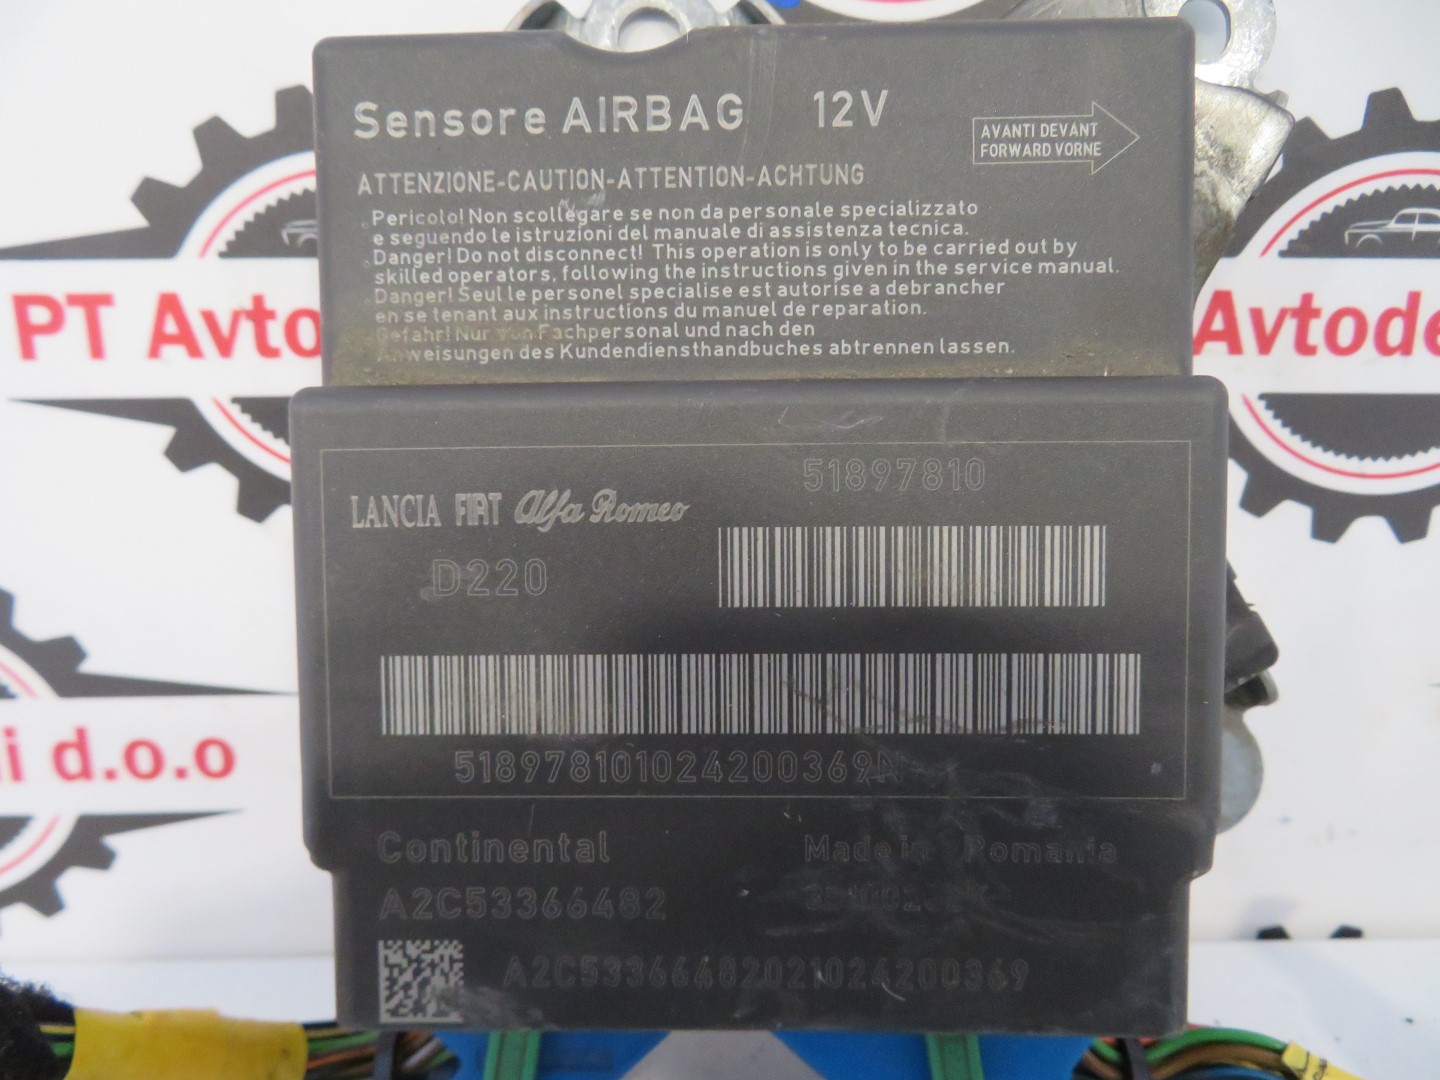 Sensore AIRBAG 12V
AVANTI DEVANT
FORWARD VORNE
ATTENZIONE-CAUTION-ATTENTION-ACHTUNG
Pericolo! Non scollegare se non da personale specializzato
e seguendo le istruzioni del manuale di assistenza tecnica.
Danger! Do not disconnect! This operation is only to be carried out by
skilled operators, following the instructions given in the service manual.
Danger! Seul le personel specialise est autorise a debrancher
en se tenant aux instructions du manuel de reparation.
Gefahr! Nur von Fachpersonal und nach den
Anweisungen des Kundendiensthandbuches abtrennen lassen.
PT Avto
Avtode
51897810
LANCIA FIAT Alfa Romeo
D220
518978101024200369N
i d.o.o
Continental Made in Romania
A2C53366482
A2C53366482021024200369